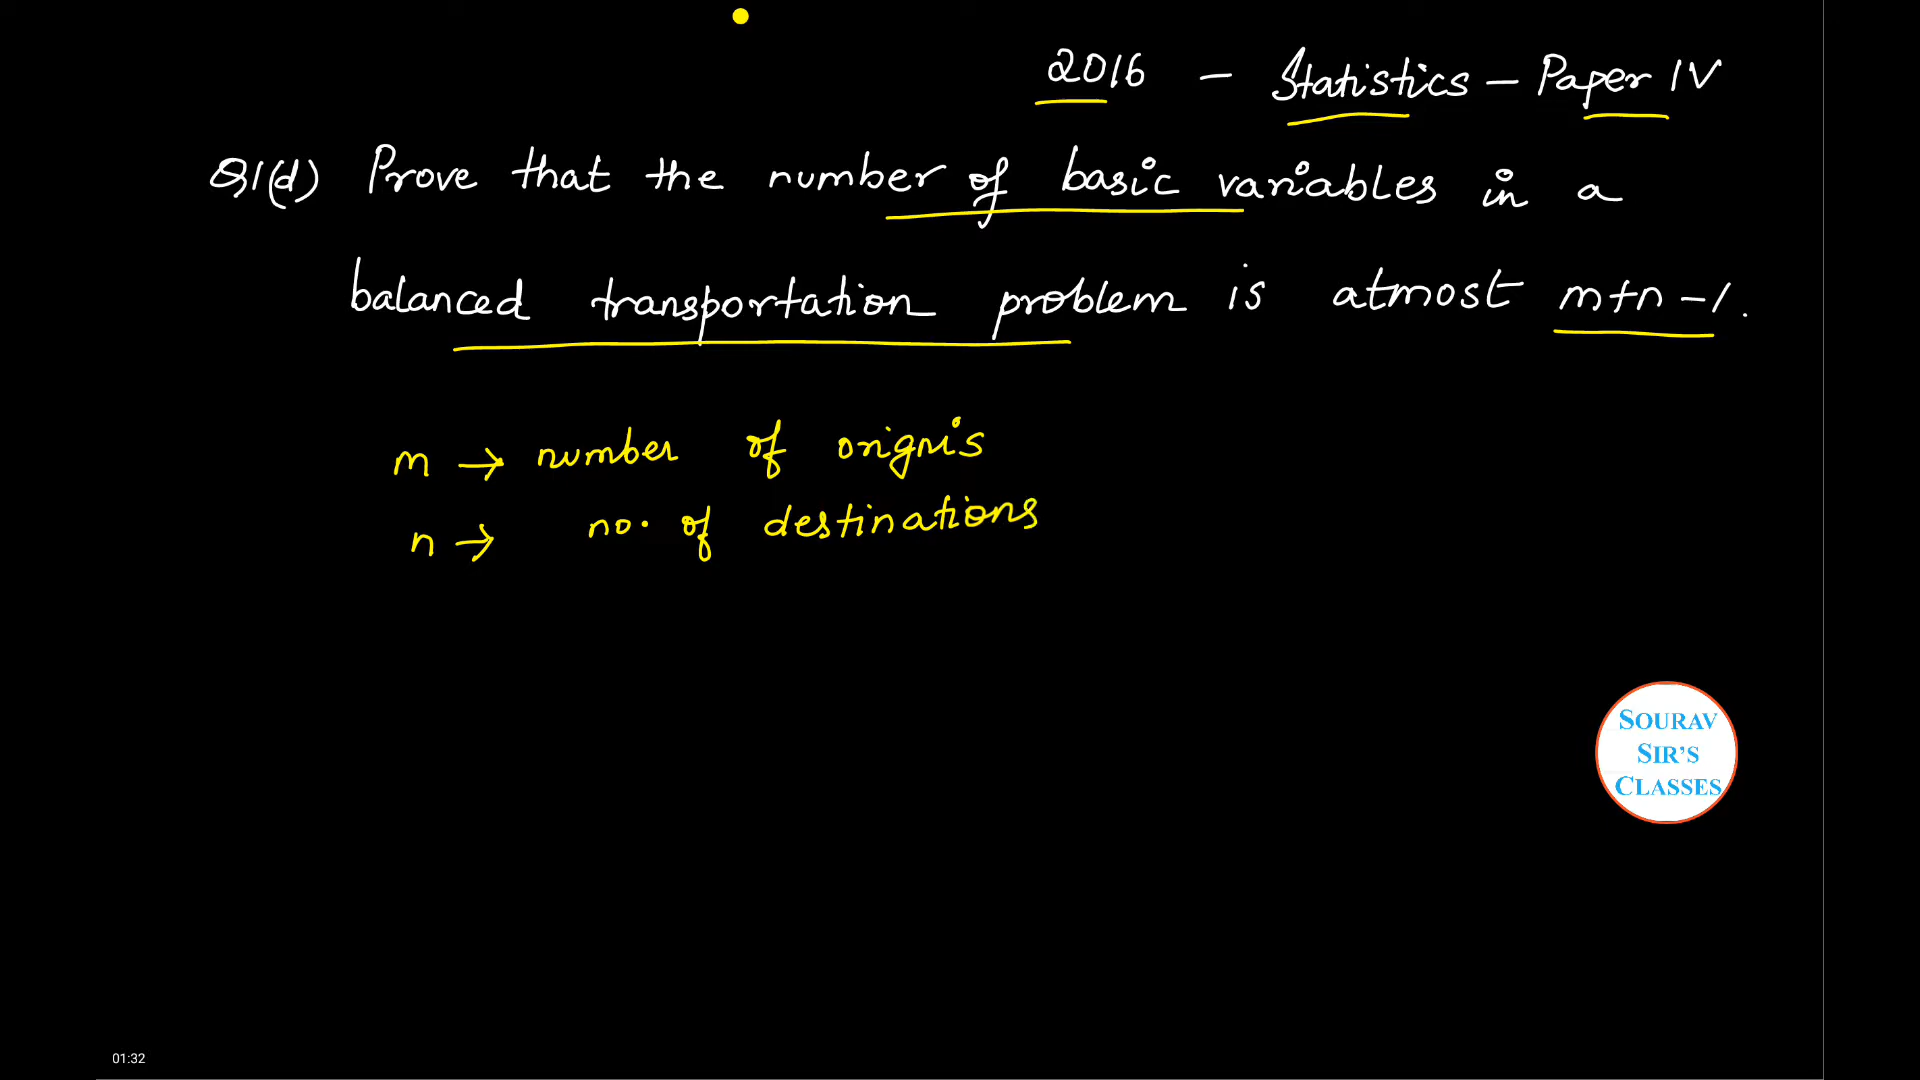 2016 - Statistics - Paper IV
Q1(d) Prove that the number of basic variables in a
balanced transportation problem is atmost m+n-1.
m → number of origins
n → no. of destinations
SOURAV
SIR'S
CLASSES
01:32